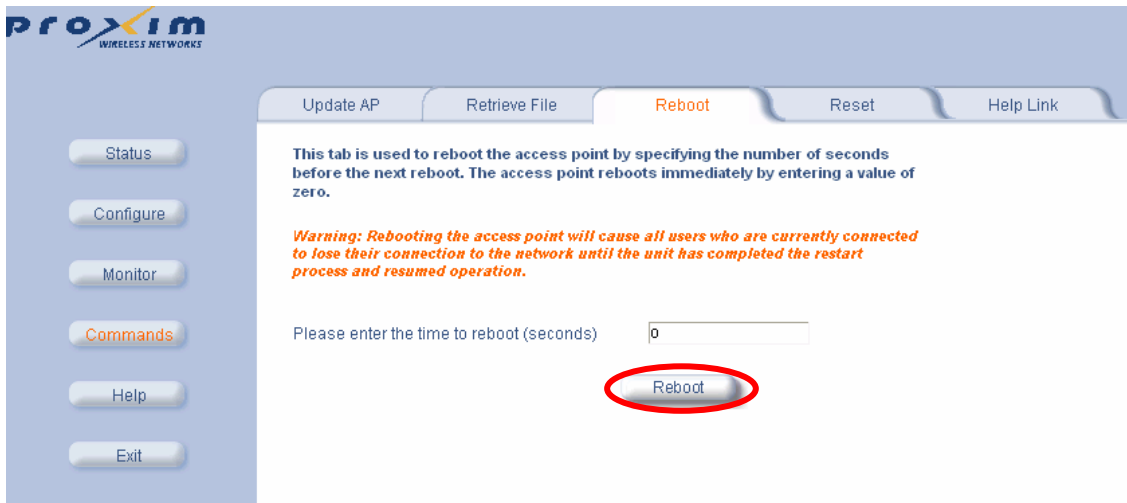 proxim
WIRELESS NETWORKS
Update AP Retrieve File Reboot Reset Help Link
Status
Configure
Monitor
Commands
Help
Exit
This tab is used to reboot the access point by specifying the number of seconds
before the next reboot. The access point reboots immediately by entering a value of
zero.
Warning: Rebooting the access point will cause all users who are currently connected
to lose their connection to the network until the unit has completed the restart
process and resumed operation.
Please enter the time to reboot (seconds) 0
Reboot